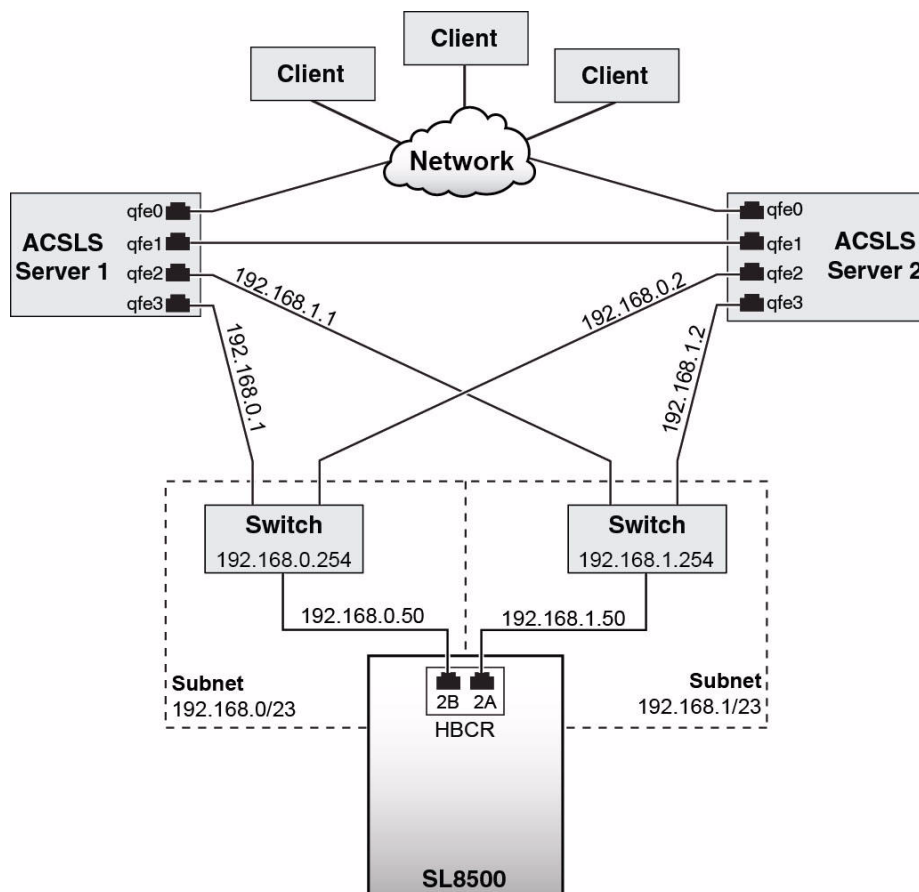 Client
Client
Client
Network
qfe0
qfe1
qfe2
qfe3
ACSLS
Server 1
qfe0
qfe1
qfe2
qfe3
ACSLS
Server 2
192.168.1.1
192.168.0.2
192.168.0.1
192.168.1.2
Switch
192.168.0.254
Switch
192.168.1.254
192.168.0.50
192.168.1.50
Subnet
192.168.0/23
Subnet
192.168.1/23
2B 2A
HBCR
SL8500